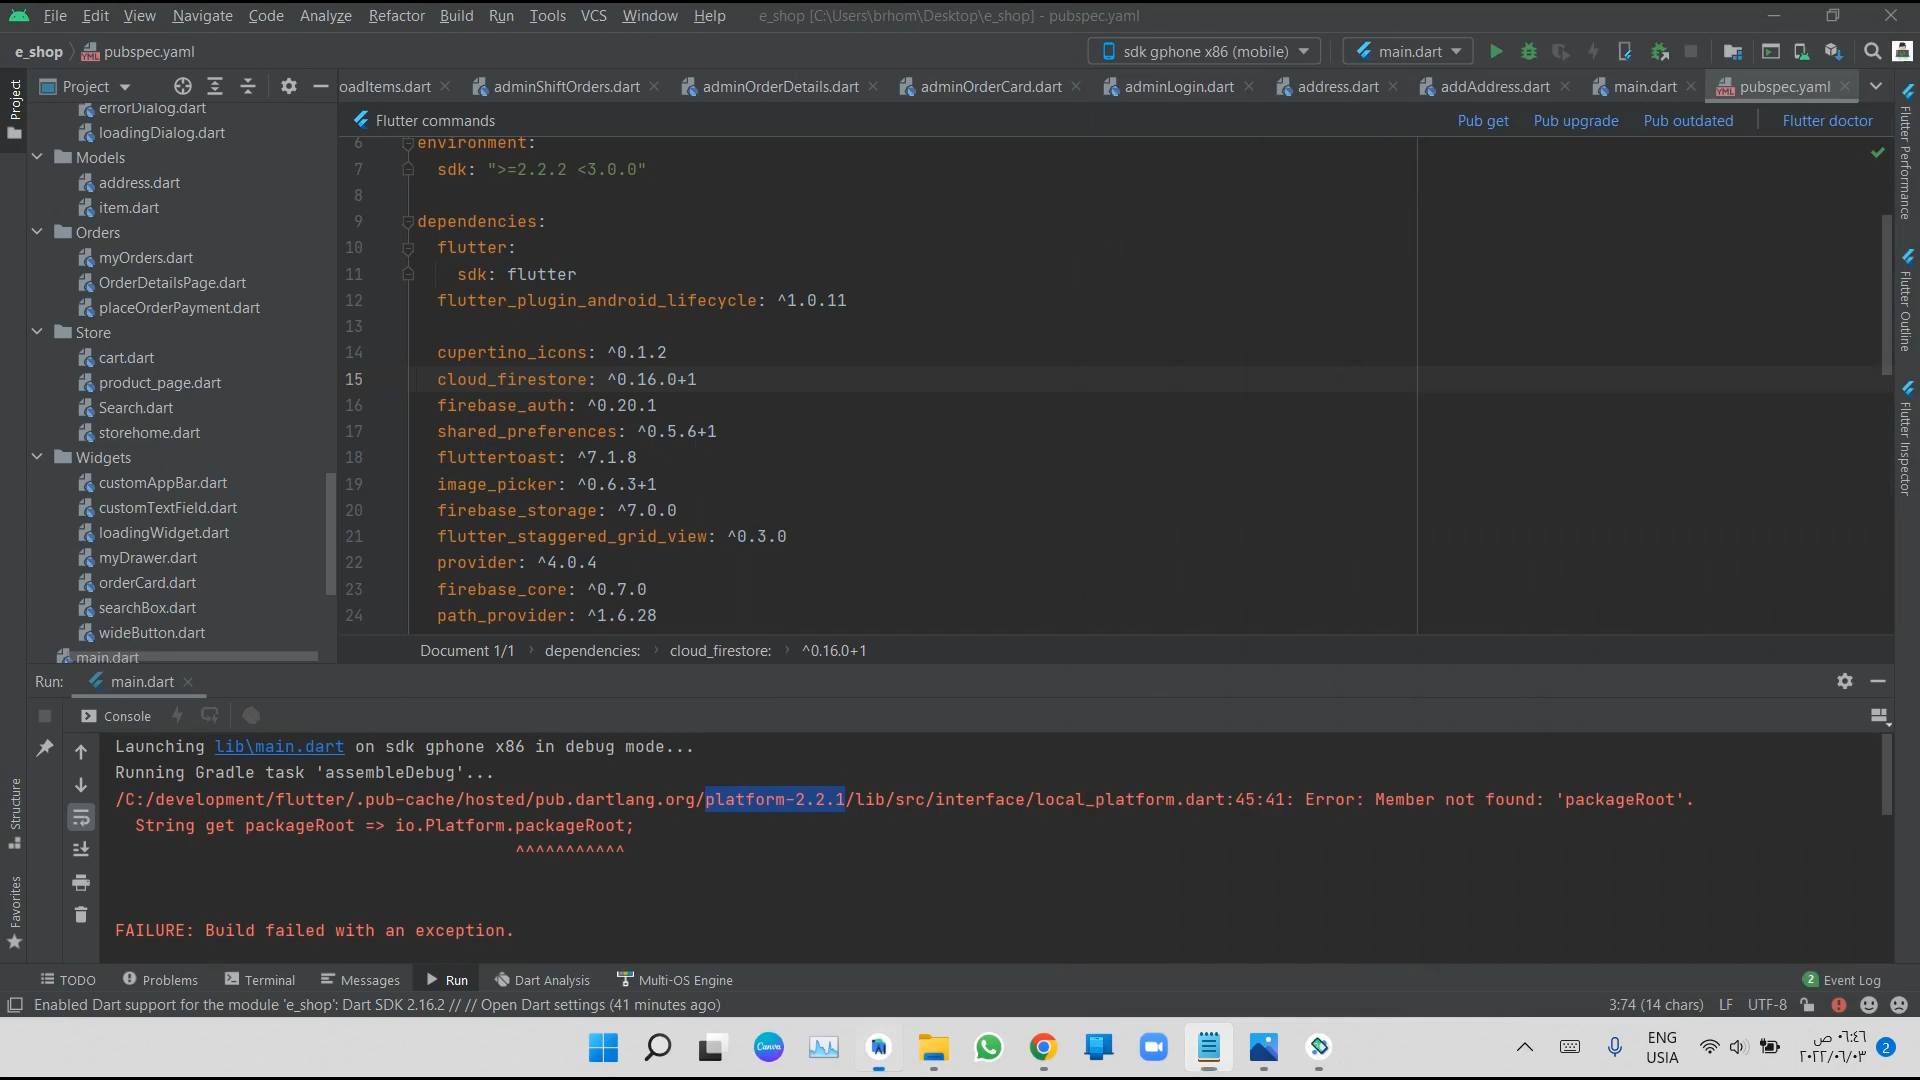 File Edit View Navigate Code Analyze Refactor Build Run Tools VCS Window Help e_shop [C:\Users\brhom\Desktop\e_shop] - pubspec.yaml
e_shop pubspec.yaml sdk gphone x86 (mobile) main.dart
Project
Project
oadItems.dart adminShiftOrders.dart adminOrderDetails.dart adminOrderCard.dart adminLogin.dart address.dart addAddress.dart main.dart pubspec.yaml
errorDialog.dart
loadingDialog.dart
Models
address.dart
item.dart
Orders
myOrders.dart
OrderDetailsPage.dart
placeOrderPayment.dart
Store
cart.dart
product_page.dart
Search.dart
storehome.dart
Widgets
customAppBar.dart
customTextField.dart
loadingWidget.dart
myDrawer.dart
orderCard.dart
searchBox.dart
wideButton.dart
main.dart
Flutter commands Pub get Pub upgrade Pub outdated Flutter doctor
6 environment:
7 sdk: ">=2.2.2 <3.0.0"
8
9 dependencies:
10 flutter:
11 sdk: flutter
12 flutter_plugin_android_lifecycle: ^1.0.11
13
14 cupertino_icons: ^0.1.2
15 cloud_firestore: ^0.16.0+1
16 firebase_auth: ^0.20.1
17 shared_preferences: ^0.5.6+1
18 fluttertoast: ^7.1.8
19 image_picker: ^0.6.3+1
20 firebase_storage: ^7.0.0
21 flutter_staggered_grid_view: ^0.3.0
22 provider: ^4.0.4
23 firebase_core: ^0.7.0
24 path_provider: ^1.6.28
Document 1/1 dependencies: cloud_firestore: ^0.16.0+1
Flutter Performance
Flutter Outline
Flutter Inspector
Run: main.dart
Console
Launching lib\main.dart on sdk gphone x86 in debug mode...
Running Gradle task 'assembleDebug'...
/C:/development/flutter/.pub-cache/hosted/pub.dartlang.org/platform-2.2.1/lib/src/interface/local_platform.dart:45:41: Error: Member not found: 'packageRoot'.
String get packageRoot => io.Platform.packageRoot;
^^^^^^^^^^^
FAILURE: Build failed with an exception.
Structure
Favorites
TODO Problems Terminal Messages Run Dart Analysis Multi-OS Engine 2 Event Log
Enabled Dart support for the module 'e_shop': Dart SDK 2.16.2 // // Open Dart settings (41 minutes ago) 3:74 (14 chars) LF UTF-8
Canva
ENG
USIA
٠٦:٤٦ ص
٢٠٢٢/٠٦/٠٣
2